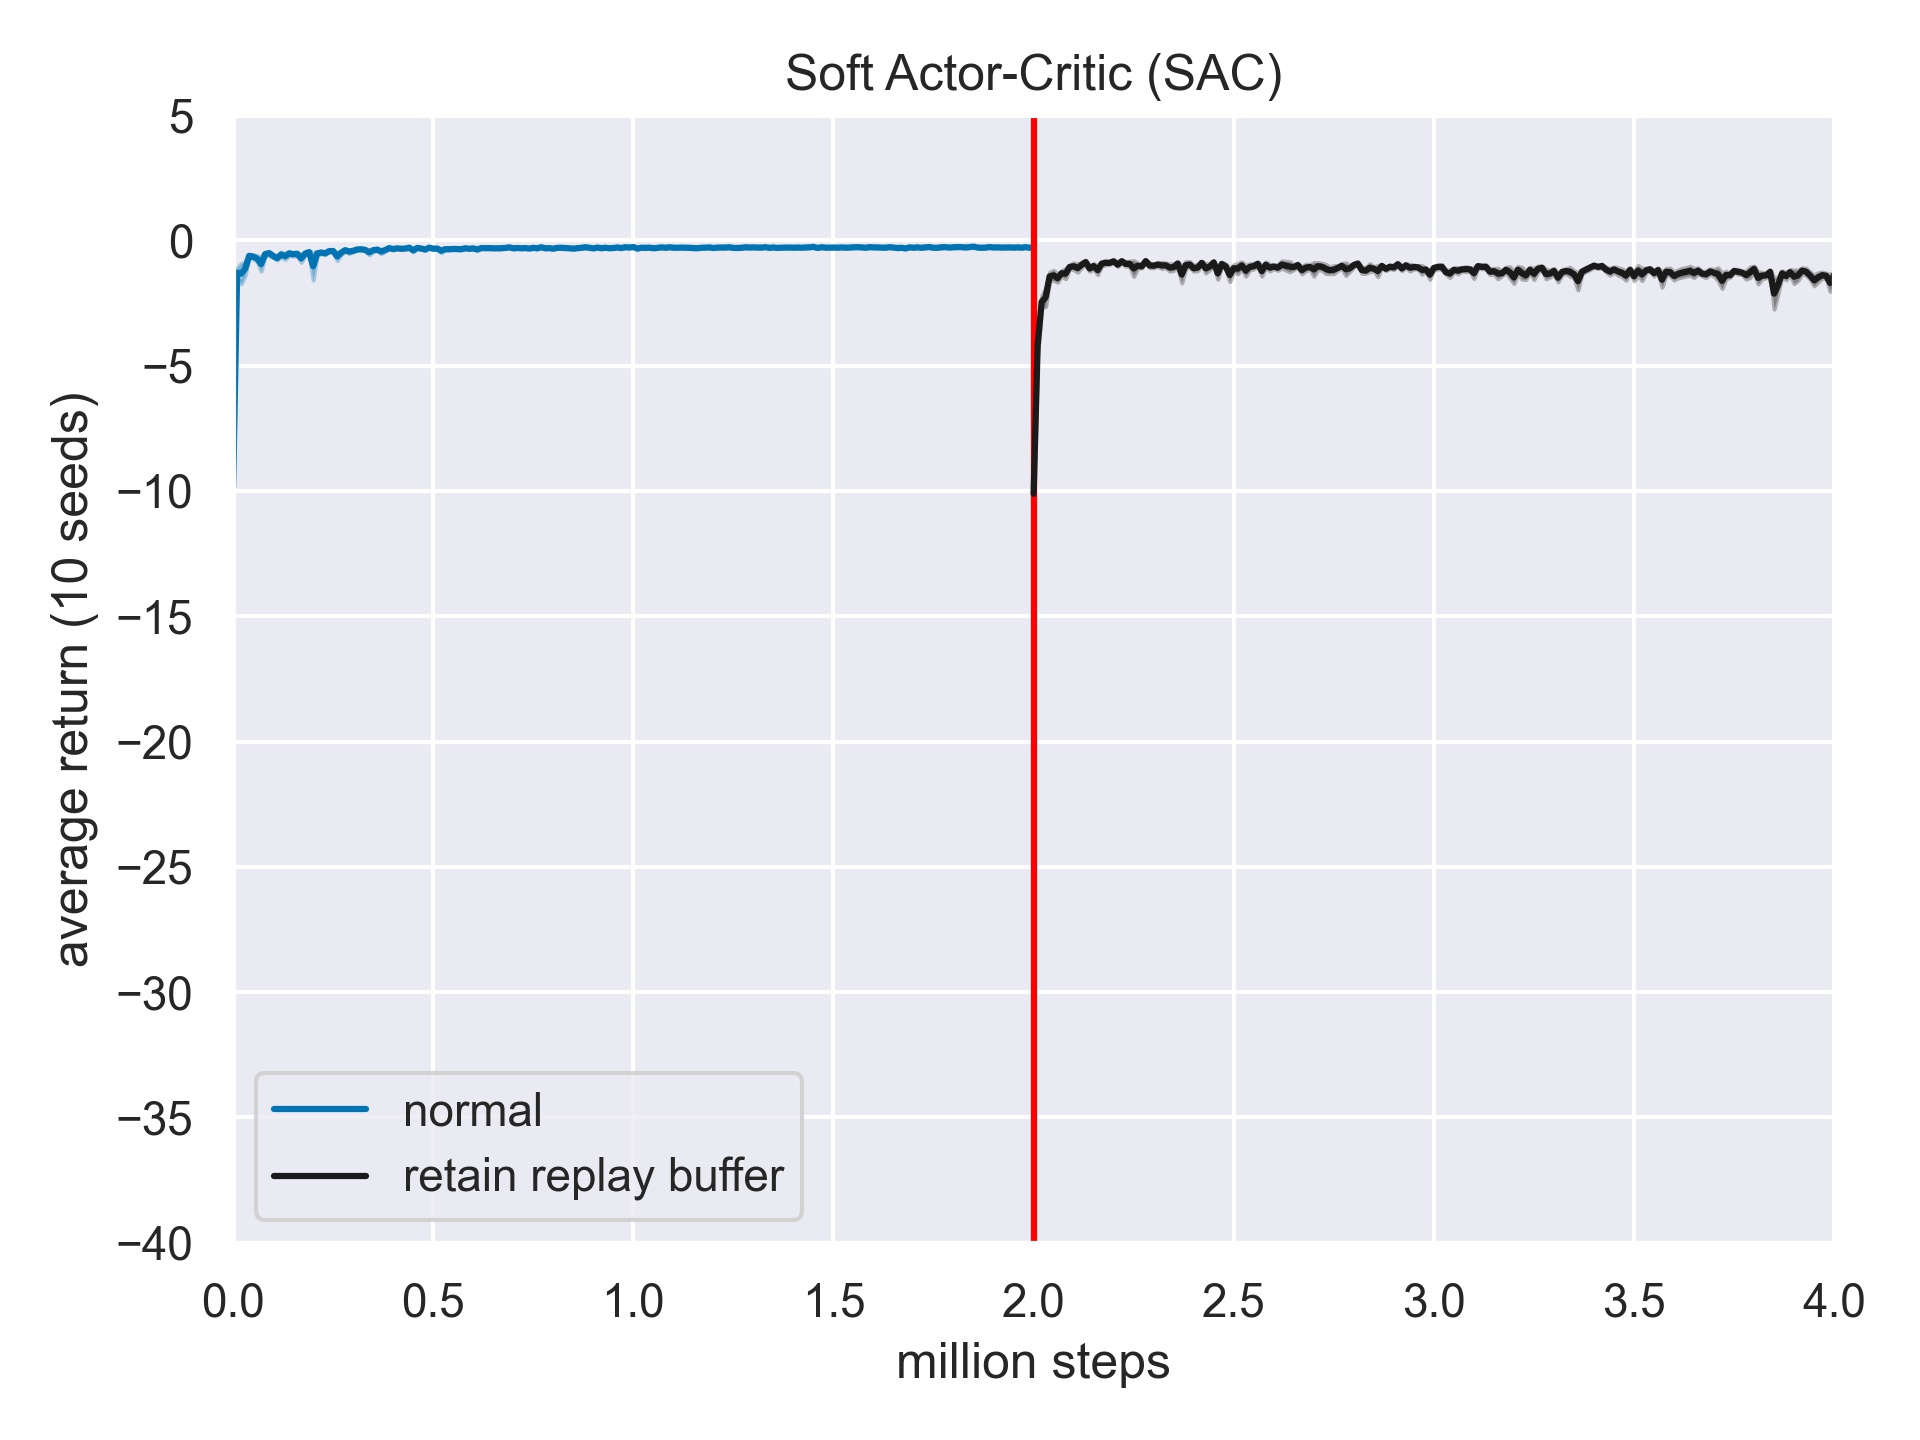 Soft Actor-Critic (SAC)
5
0
−5
−10
−15
−20
−25
−30
−35
−40
average return (10 seeds)
normal
retain replay buffer
0.0 0.5 1.0 1.5 2.0 2.5 3.0 3.5 4.0
million steps